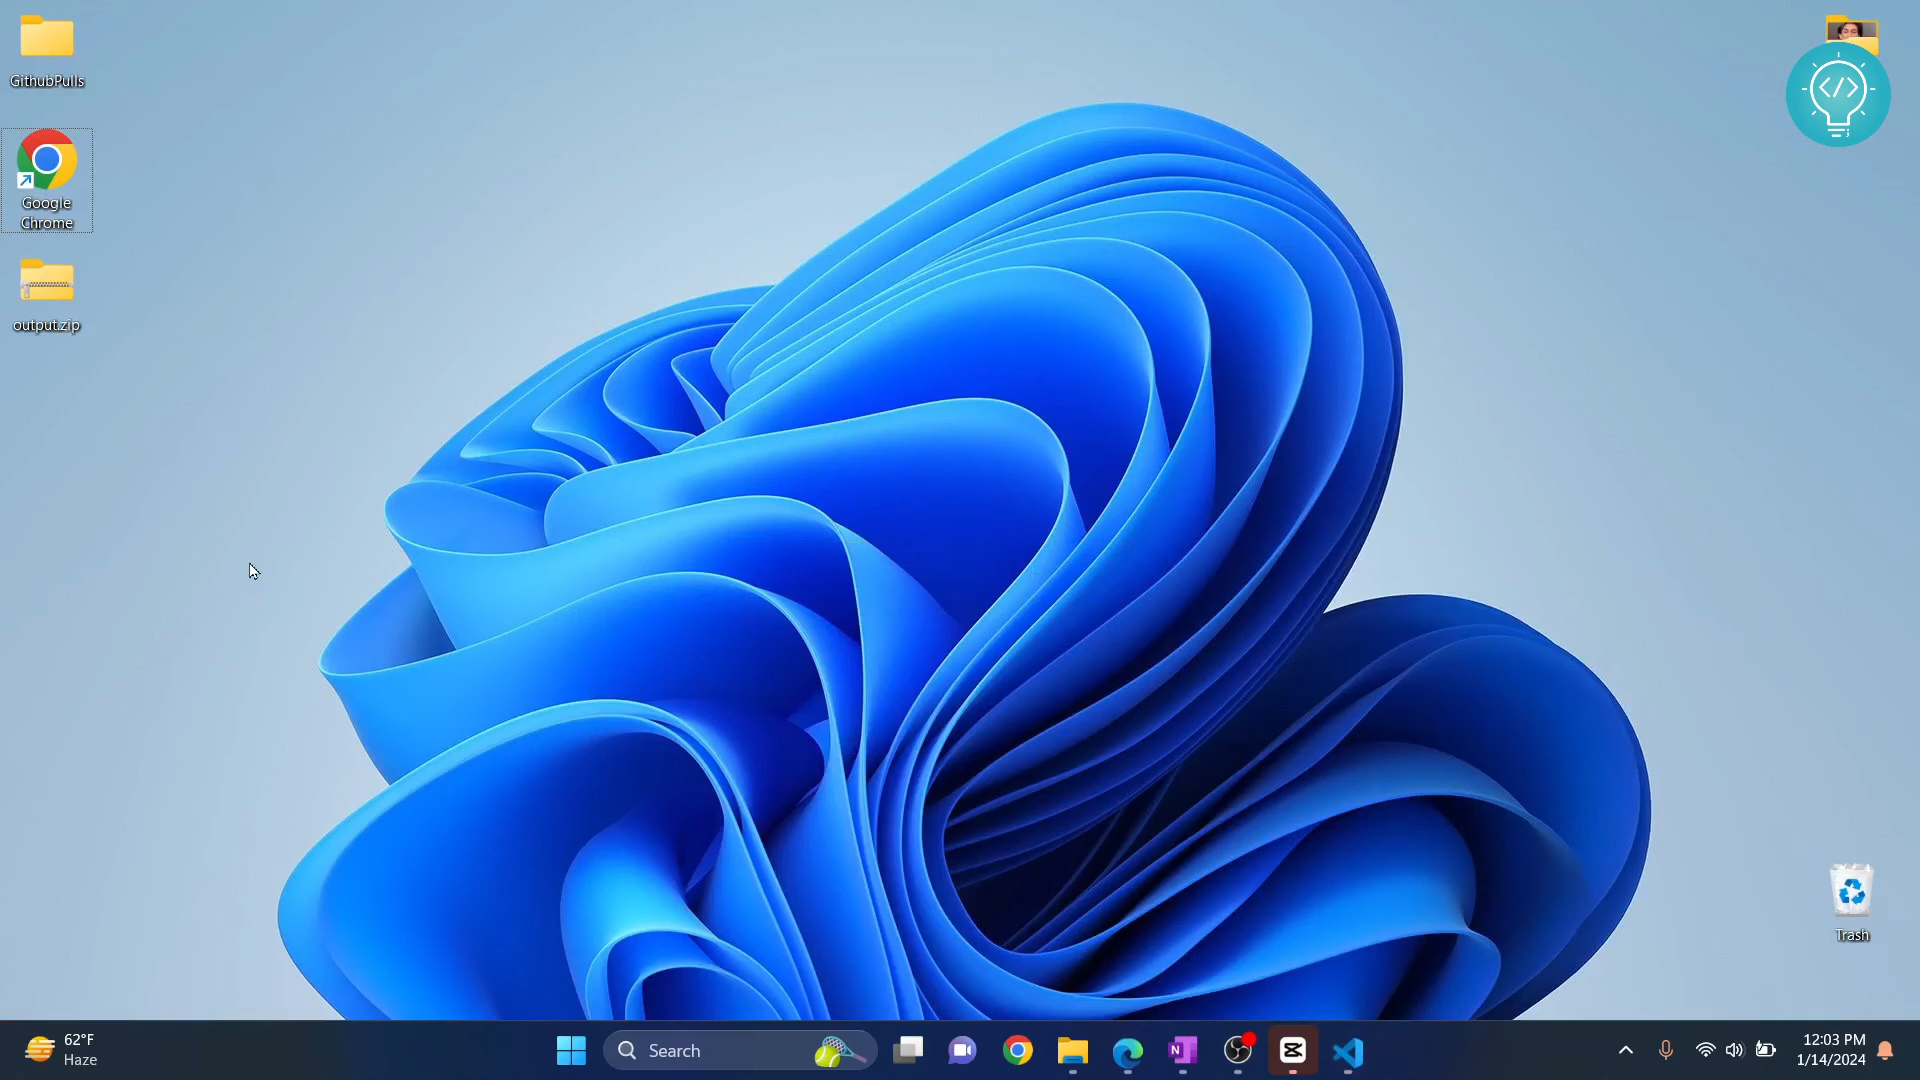 GithubPulls
Google
Chrome
output.zip
</>
Trash
62°F
Haze
Search
N
12:03 PM
1/14/2024